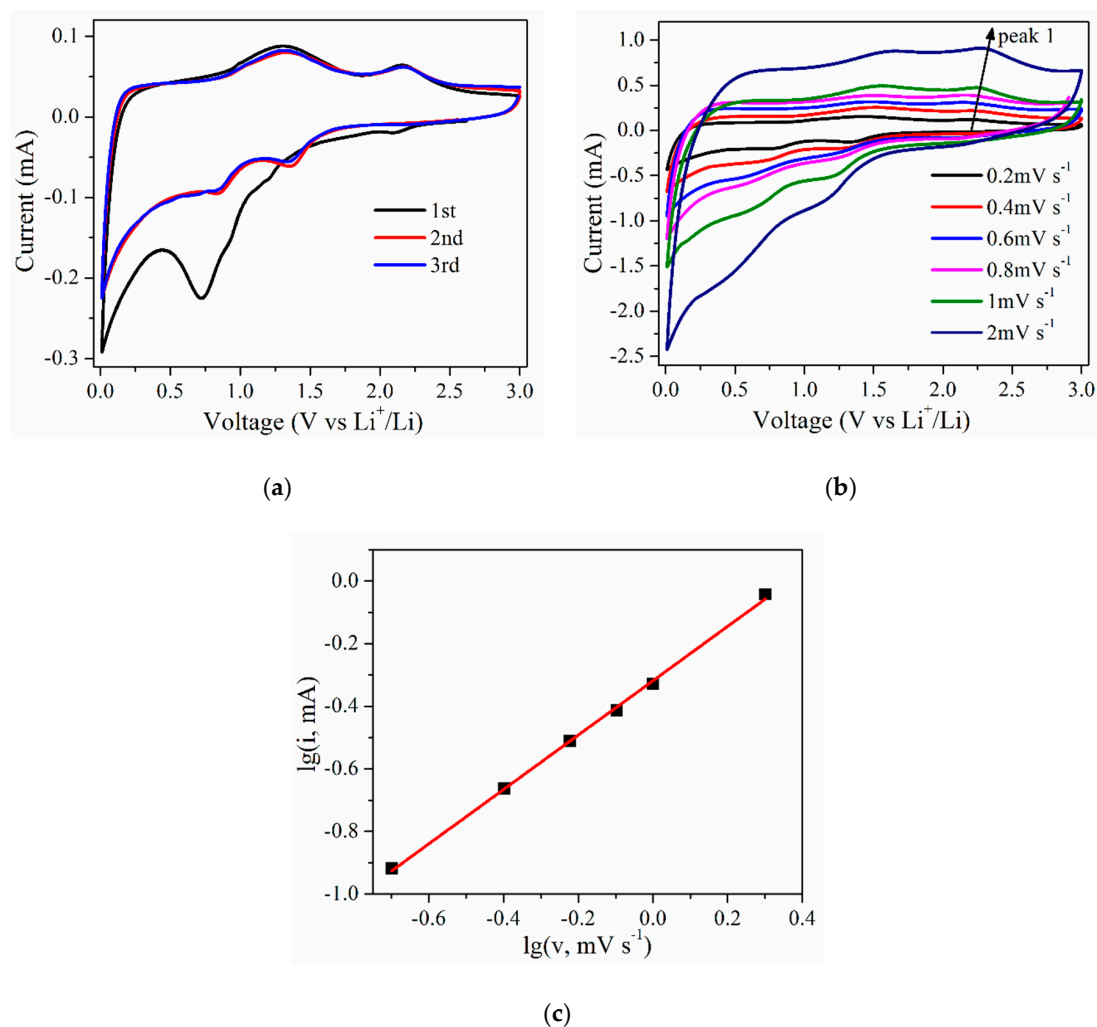 0.1
0.0
-0.1
-0.2
-0.3
Current (mA)
1st
2nd
3rd
0.0 0.5 1.0 1.5 2.0 2.5 3.0
Voltage (V vs Li⁺/Li)
(a)
1.0
0.5
0.0
-0.5
-1.0
-1.5
-2.0
-2.5
Current (mA)
peak 1
0.2mV s⁻¹
0.4mV s⁻¹
0.6mV s⁻¹
0.8mV s⁻¹
1mV s⁻¹
2mV s⁻¹
0.0 0.5 1.0 1.5 2.0 2.5 3.0
Voltage (V vs Li⁺/Li)
(b)
0.0
-0.2
-0.4
-0.6
-0.8
-1.0
lg(i, mA)
-0.6 -0.4 -0.2 0.0 0.2 0.4
lg(v, mV s⁻¹)
(c)